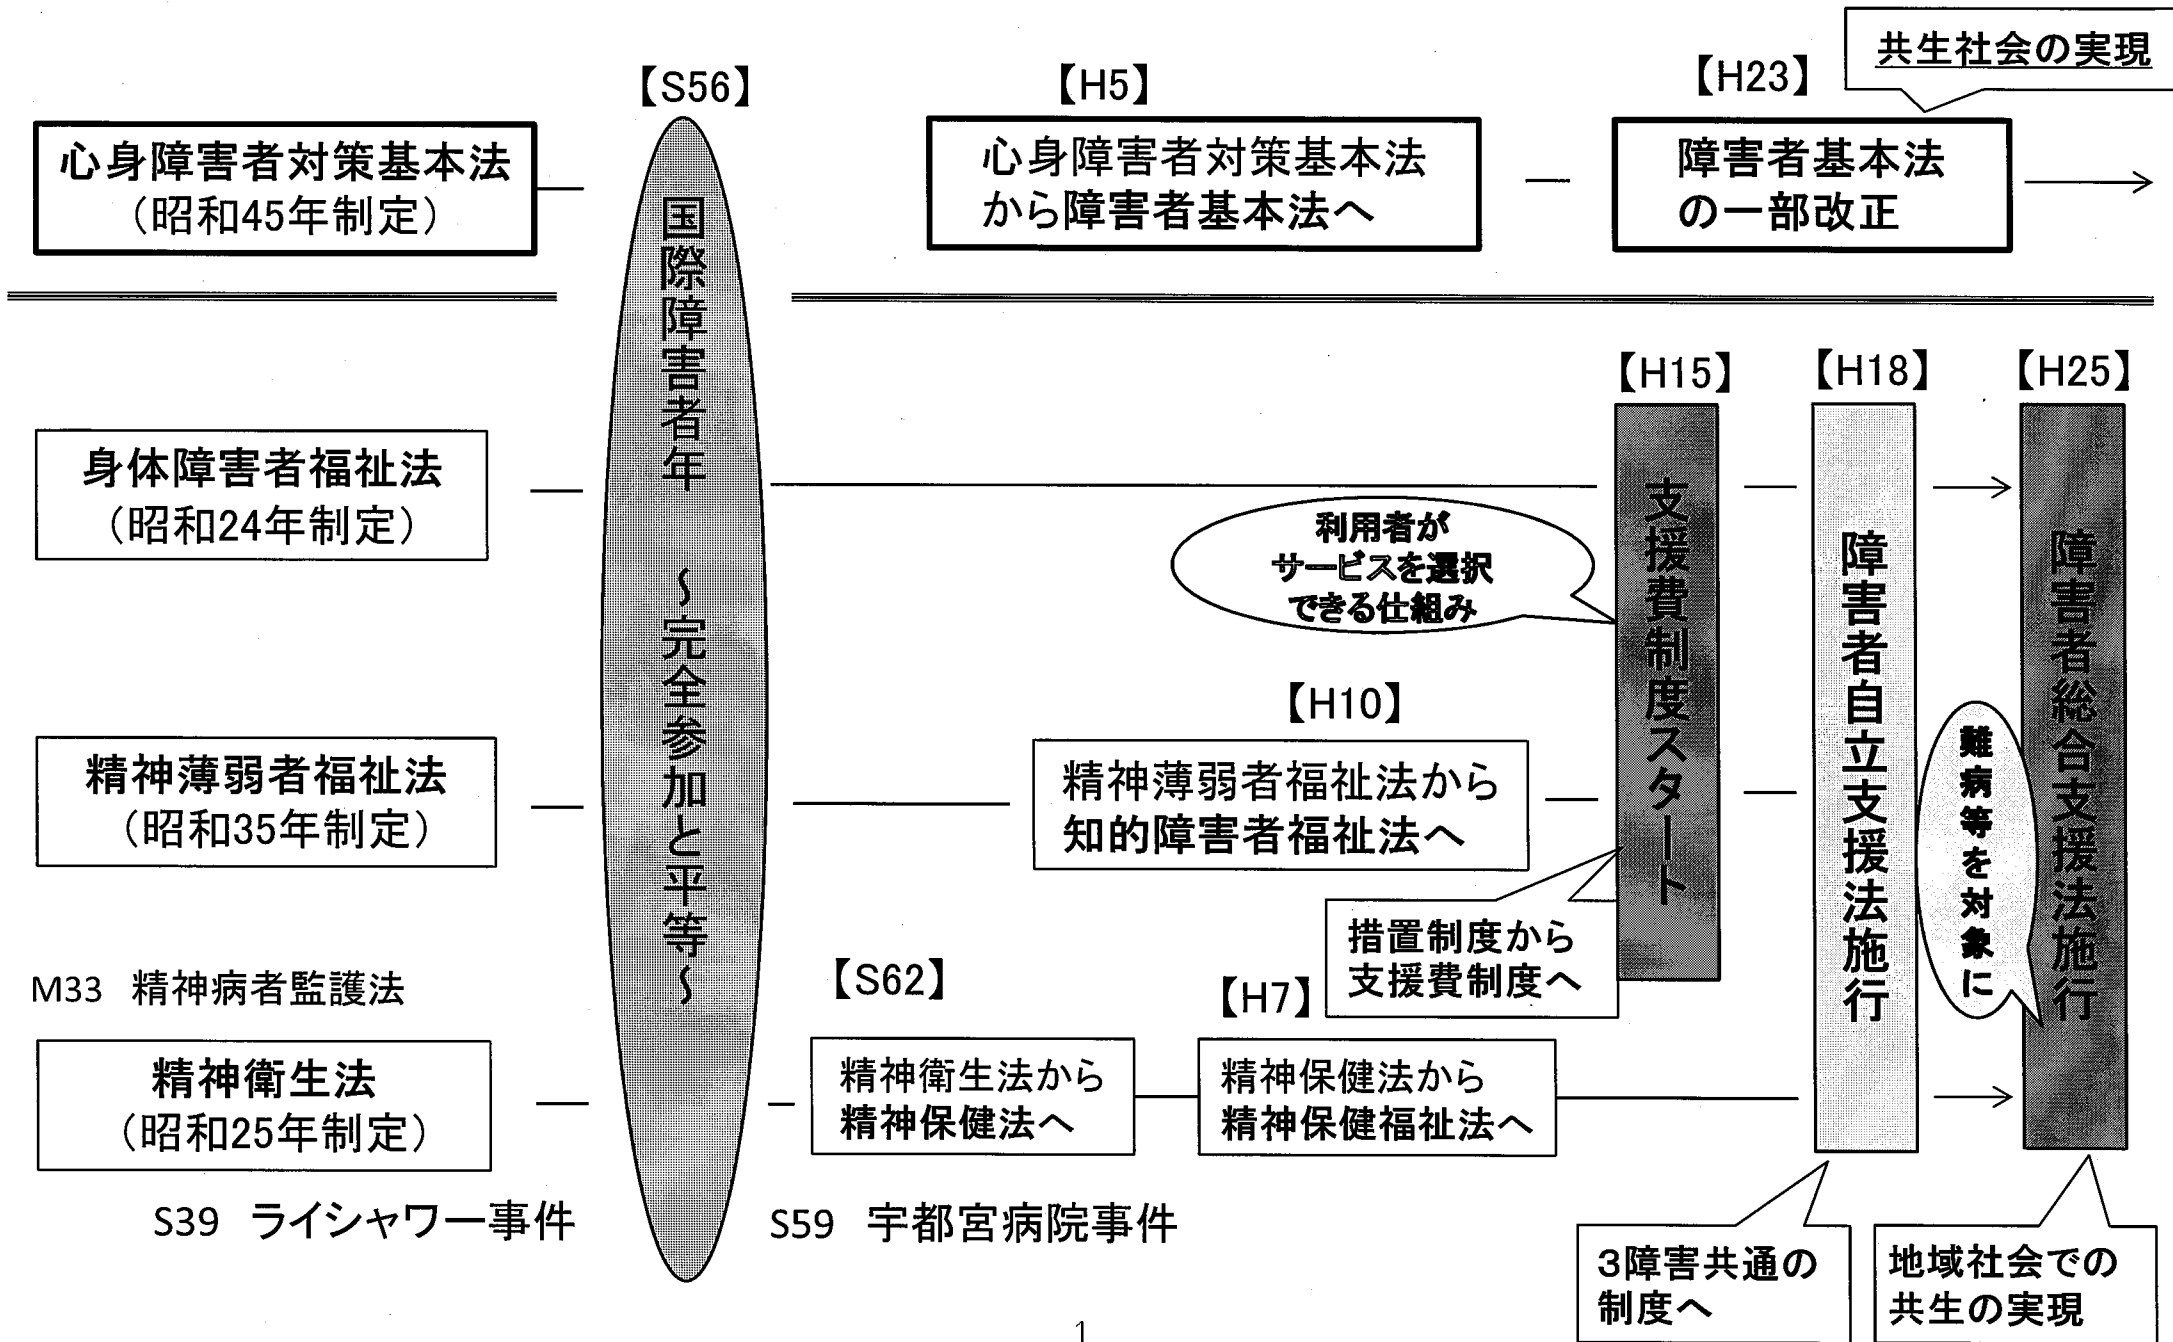 共生社会の実現
【S56】
【H5】
【H23】
心身障害者対策基本法
（昭和45年制定）
心身障害者対策基本法
から障害者基本法へ
障害者基本法
の一部改正
国際障害者年　～完全参加と平等～
【H15】
【H18】
【H25】
身体障害者福祉法
（昭和24年制定）
利用者が
サービスを選択
できる仕組み
支援費制度スタート
障害者自立支援法施行
障害者総合支援法施行
難病等を対象に
【H10】
精神薄弱者福祉法
（昭和35年制定）
精神薄弱者福祉法から
知的障害者福祉法へ
措置制度から
支援費制度へ
M33　精神病者監護法
【S62】
【H7】
精神衛生法
（昭和25年制定）
精神衛生法から
精神保健法へ
精神保健法から
精神保健福祉法へ
S39　ライシャワー事件
S59　宇都宮病院事件
3障害共通の
制度へ
地域社会での
共生の実現
1